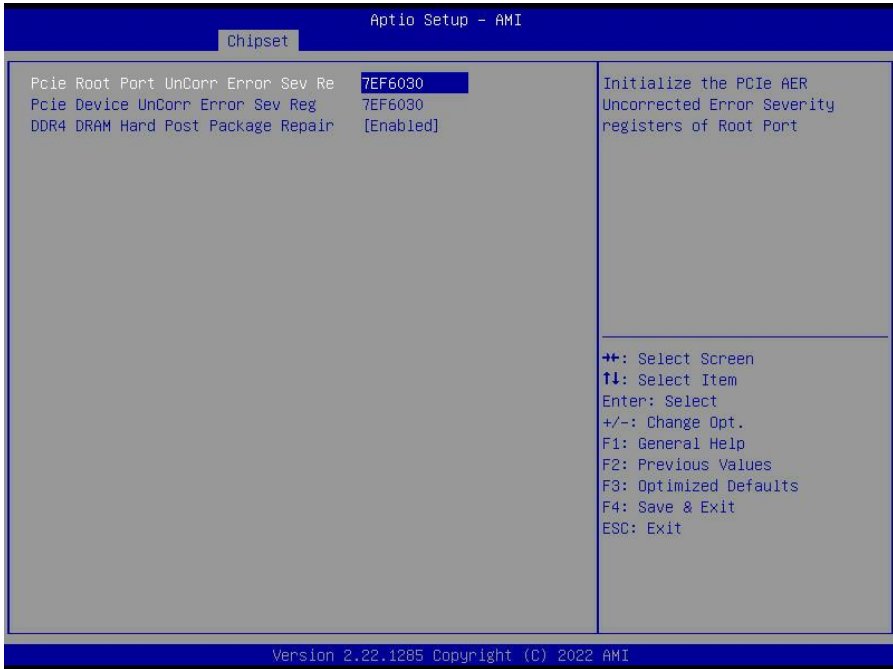 Aptio Setup – AMI
Chipset
Pcie Root Port UnCorr Error Sev Re 7EF6030
Pcie Device UnCorr Error Sev Reg 7EF6030
DDR4 DRAM Hard Post Package Repair [Enabled]
Initialize the PCIe AER
Uncorrected Error Severity
registers of Root Port
→←: Select Screen
↑↓: Select Item
Enter: Select
+/-: Change Opt.
F1: General Help
F2: Previous Values
F3: Optimized Defaults
F4: Save & Exit
ESC: Exit
Version 2.22.1285 Copyright (C) 2022 AMI